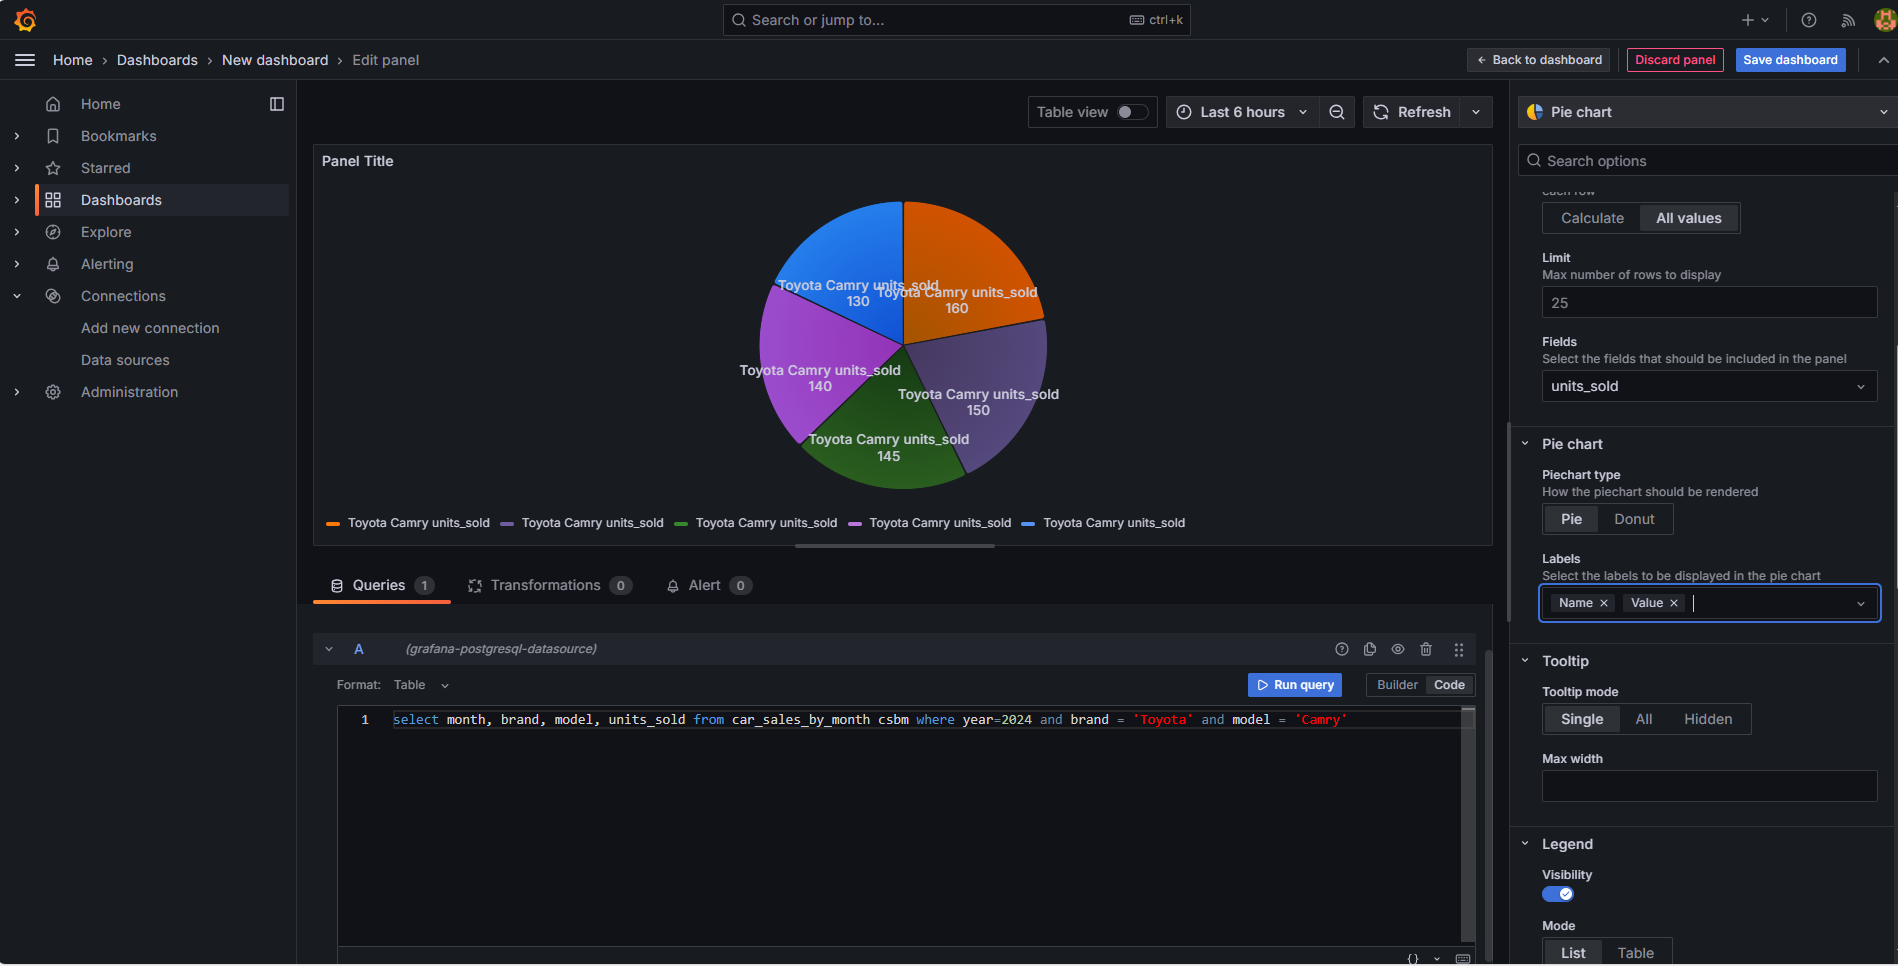 Search or jump to...
ctrl+k
Home
Dashboards
New dashboard
Edit panel
Back to dashboard
Discard panel
Save dashboard
Home
Bookmarks
Starred
Dashboards
Explore
Alerting
Connections
Add new connection
Data sources
Administration
Table view
Last 6 hours
Refresh
Panel Title
Toyota Camry units_sold
130
Toyota Camry units_sold
160
Toyota Camry units_sold
140
Toyota Camry units_sold
150
Toyota Camry units_sold
145
Toyota Camry units_sold
Toyota Camry units_sold
Toyota Camry units_sold
Toyota Camry units_sold
Toyota Camry units_sold
Queries 1
Transformations 0
Alert 0
A
(grafana-postgresql-datasource)
Format: Table
Run query
Builder
Code
1
select month, brand, model, units_sold from car_sales_by_month csbm where year=2024 and brand = 'Toyota' and model = 'Camry'
{}
Pie chart
Search options
each row
Calculate
All values
Limit
Max number of rows to display
25
Fields
Select the fields that should be included in the panel
units_sold
Pie chart
Piechart type
How the piechart should be rendered
Pie
Donut
Labels
Select the labels to be displayed in the pie chart
Name
Value
Tooltip
Tooltip mode
Single
All
Hidden
Max width
Legend
Visibility
Mode
List
Table